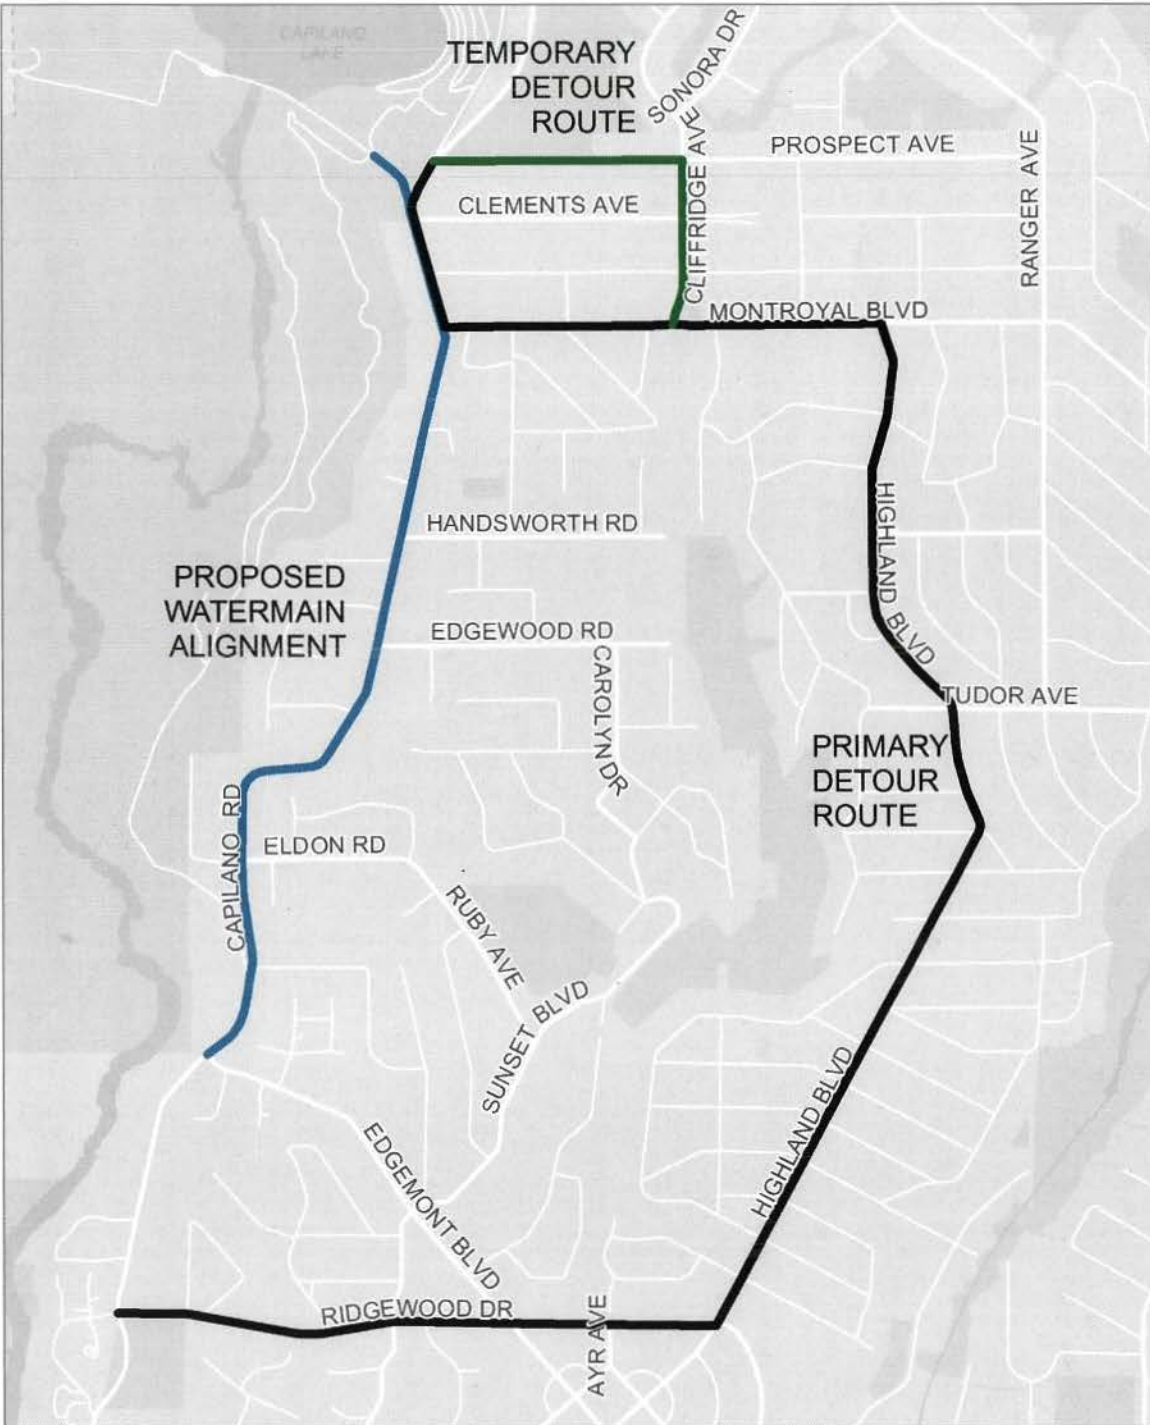 CAPILANO
LAKE
TEMPORARY
DETOUR
ROUTE
SONORA DR
PROSPECT AVE
CLEMENTS AVE
CLIFFRIDGE AVE
RANGER AVE
MONTROYAL BLVD
HANDSWORTH RD
HIGHLAND BLVD
PROPOSED
WATERMAIN
ALIGNMENT
EDGEWOOD RD
CAROLYN DR
TUDOR AVE
PRIMARY
DETOUR
ROUTE
CAPILANO RD
ELDON RD
RUBY AVE
SUNSET BLVD
HIGHLAND BLVD
EDGEMONT BLVD
RIDGEWOOD DR
AYR AVE